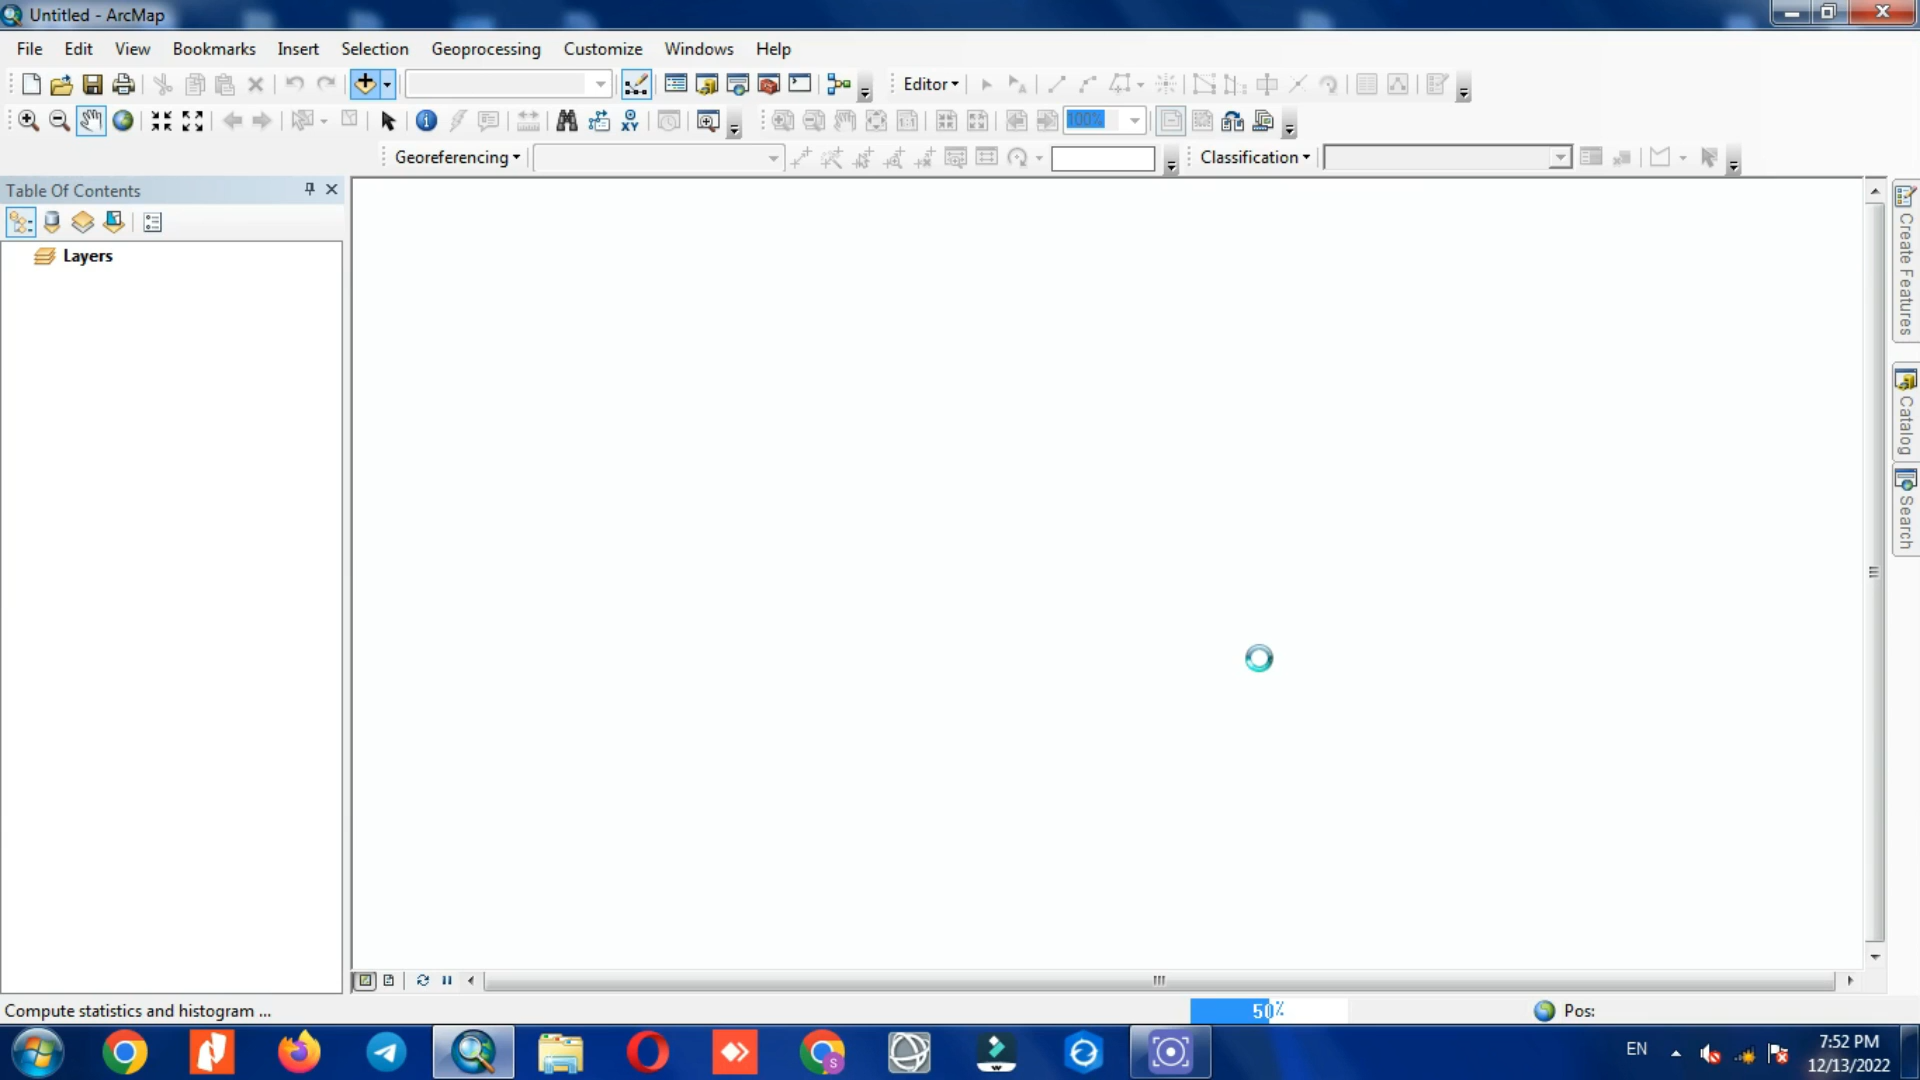 Untitled - ArcMap
File Edit View Bookmarks Insert Selection Geoprocessing Customize Windows Help
Editor
100%
Georeferencing
Classification
Table Of Contents
Layers
Create Features
Catalog
Search
Compute statistics and histogram ...
50%
Pos:
EN
7:52 PM
12/13/2022